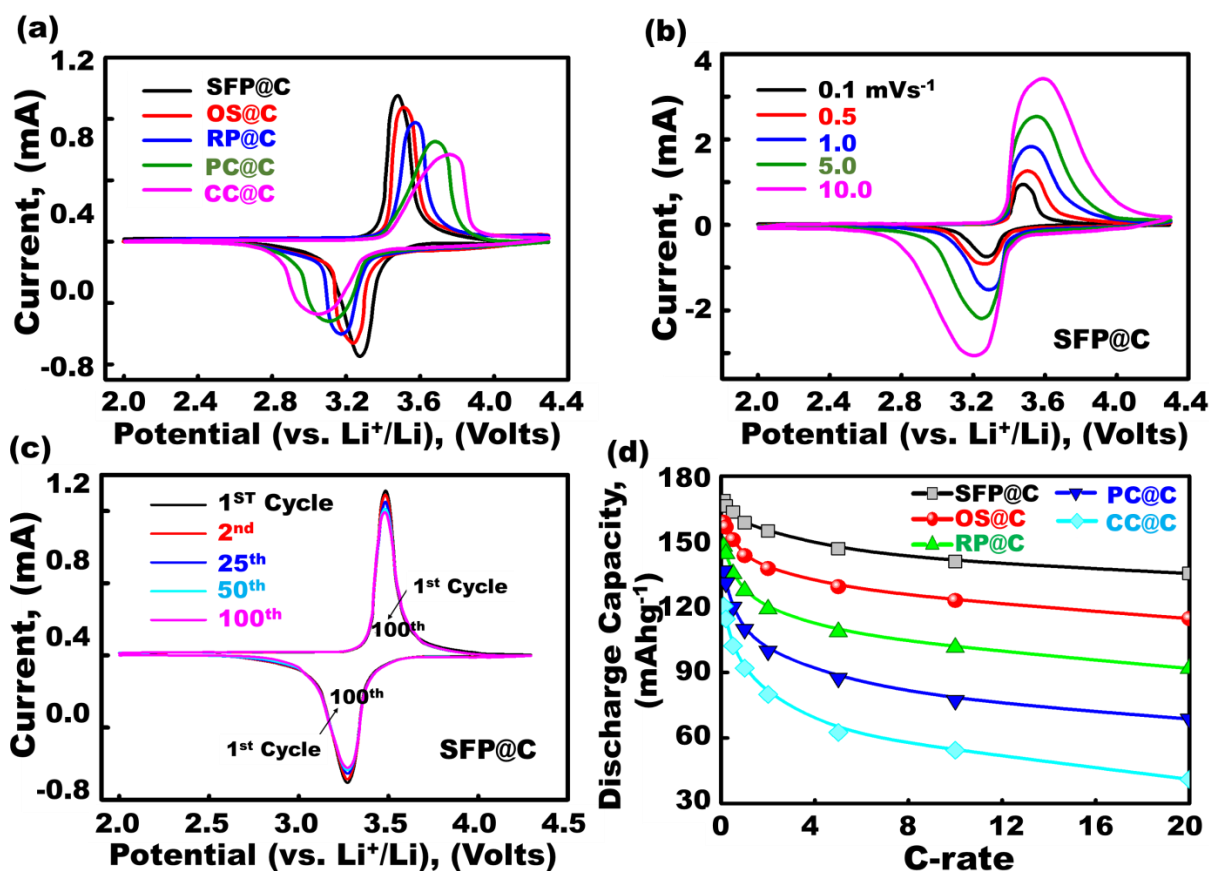 (a)
1.2
0.8
0.4
0.0
-0.8
Current, (mA)
SFP@C
OS@C
RP@C
PC@C
CC@C
2.0 2.4 2.8 3.2 3.6 4.0 4.4
Potential (vs. Li⁺/Li), (Volts)
(b)
4
2
0
-2
Current, (mA)
0.1 mVs⁻¹
0.5
1.0
5.0
10.0
SFP@C
2.0 2.4 2.8 3.2 3.6 4.0 4.4
Potential (vs. Li⁺/Li), (Volts)
(c)
1.2
0.8
0.4
0.0
-0.8
Current, (mA)
1ST Cycle
2nd
25th
50th
100th
1st Cycle
100th
100th
1st Cycle
SFP@C
2.0 2.5 3.0 3.5 4.0 4.5
Potential (vs. Li⁺/Li), (Volts)
(d)
180
150
120
90
60
30
Discharge Capacity,
(mAhg⁻¹)
SFP@C
OS@C
RP@C
PC@C
CC@C
0 4 8 12 16 20
C-rate